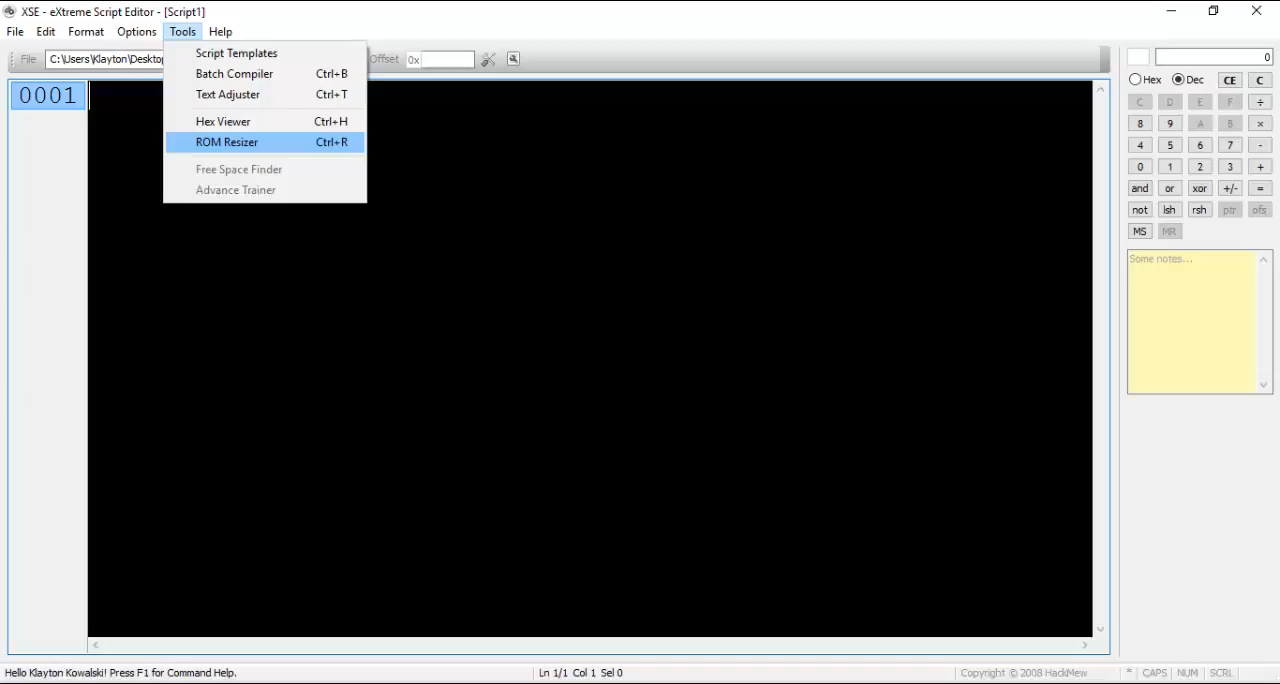 XSE - eXtreme Script Editor - [Script1]
File Edit Format Options Tools Help
File C:\Users\Klayton\Desktop Offset 0x
Script Templates
Batch Compiler Ctrl+B
Text Adjuster Ctrl+T
Hex Viewer Ctrl+H
ROM Resizer Ctrl+R
Free Space Finder
Advance Trainer
0001
0
Hex Dec CE C
C D E F ÷
8 9 A B ×
4 5 6 7 -
0 1 2 3 +
and or xor +/- =
not lsh rsh ptr ofs
MS MR
Some notes...
Hello Klayton Kowalski! Press F1 for Command Help. Ln 1/1 Col 1 Sel 0 Copyright © 2008 HackMew * CAPS NUM SCRL